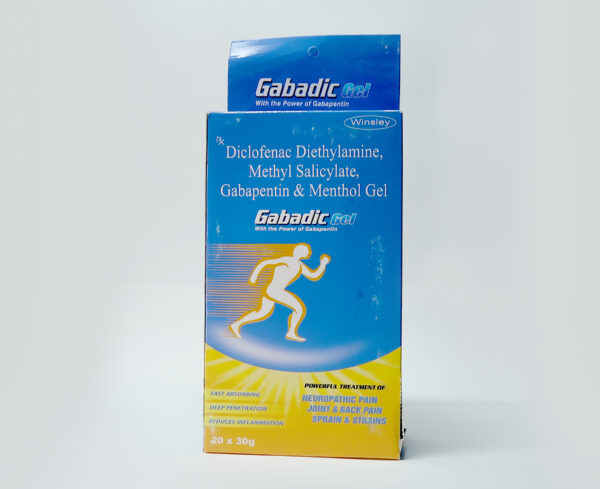 Gabadic Gel
With the Power of Gabapentin
Winsley
Rx
Diclofenac Diethylamine,
Methyl Salicylate,
Gabapentin & Menthol Gel
Gabadic Gel
With the Power of Gabapentin
POWERFUL TREATMENT OF
NEUROPATHIC PAIN
JOINT & BACK PAIN
SPRAIN & STRAINS
FAST ABSORBING
DEEP PENETRATION
REDUCES INFLAMMATION
20 x 30g